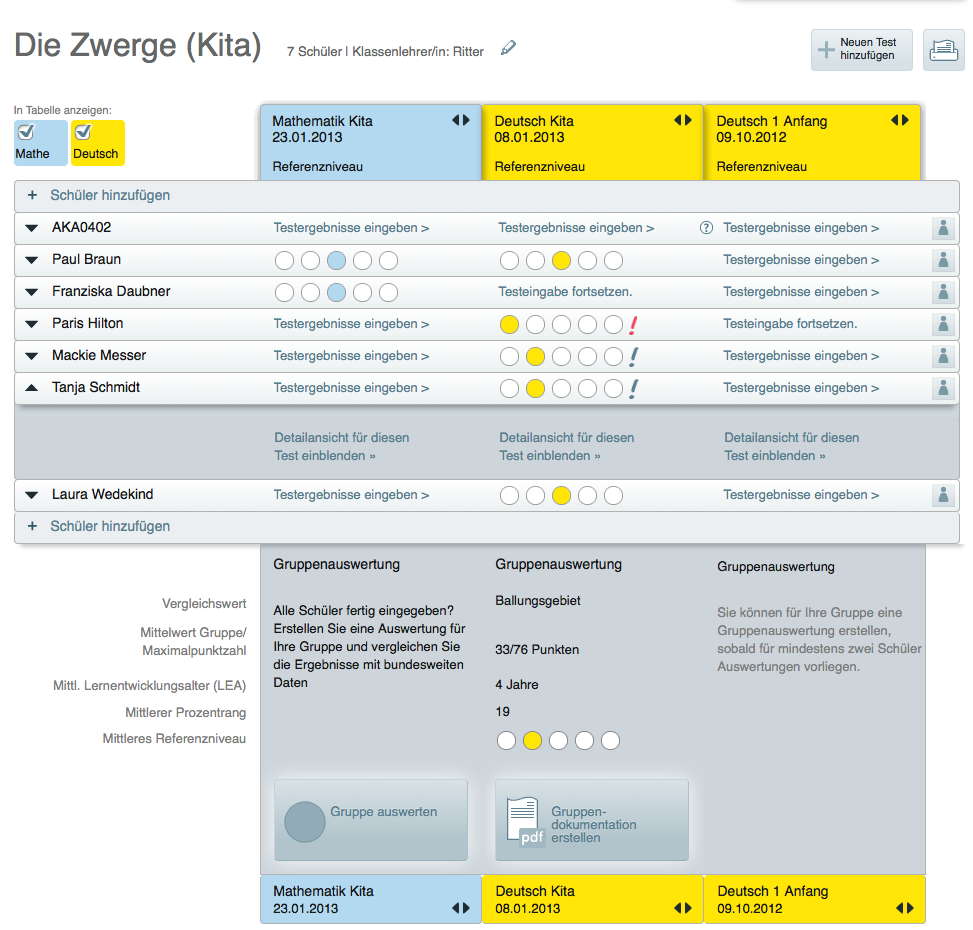 Die Zwerge (Kita)
7 Schüler | Klassenlehrer/in: Ritter
Neuen Test
hinzufügen
In Tabelle anzeigen:
Mathe
Deutsch
Mathematik Kita
23.01.2013
Referenzniveau
Deutsch Kita
08.01.2013
Referenzniveau
Deutsch 1 Anfang
09.10.2012
Referenzniveau
+ Schüler hinzufügen
AKA0402 Testergebnisse eingeben > Testergebnisse eingeben > ? Testergebnisse eingeben >
Paul Braun Testergebnisse eingeben >
Franziska Daubner Testeingabe fortsetzen. Testergebnisse eingeben >
Paris Hilton Testergebnisse eingeben > ! Testeingabe fortsetzen.
Mackie Messer Testergebnisse eingeben > ! Testergebnisse eingeben >
Tanja Schmidt Testergebnisse eingeben > ! Testergebnisse eingeben >
Detailansicht für diesen
Test einblenden »
Detailansicht für diesen
Test einblenden »
Detailansicht für diesen
Test einblenden »
Laura Wedekind Testergebnisse eingeben > Testergebnisse eingeben >
+ Schüler hinzufügen
Vergleichswert
Mittelwert Gruppe/
Maximalpunktzahl
Mittl. Lernentwicklungsalter (LEA)
Mittlerer Prozentrang
Mittleres Referenzniveau
Gruppenauswertung
Alle Schüler fertig eingegeben?
Erstellen Sie eine Auswertung für
Ihre Gruppe und vergleichen Sie
die Ergebnisse mit bundesweiten
Daten
Gruppe auswerten
Gruppenauswertung
Ballungsgebiet
33/76 Punkten
4 Jahre
19
pdf
Gruppen-
dokumentation
erstellen
Gruppenauswertung
Sie können für Ihre Gruppe eine
Gruppenauswertung erstellen,
sobald für mindestens zwei Schüler
Auswertungen vorliegen.
Mathematik Kita
23.01.2013
Deutsch Kita
08.01.2013
Deutsch 1 Anfang
09.10.2012